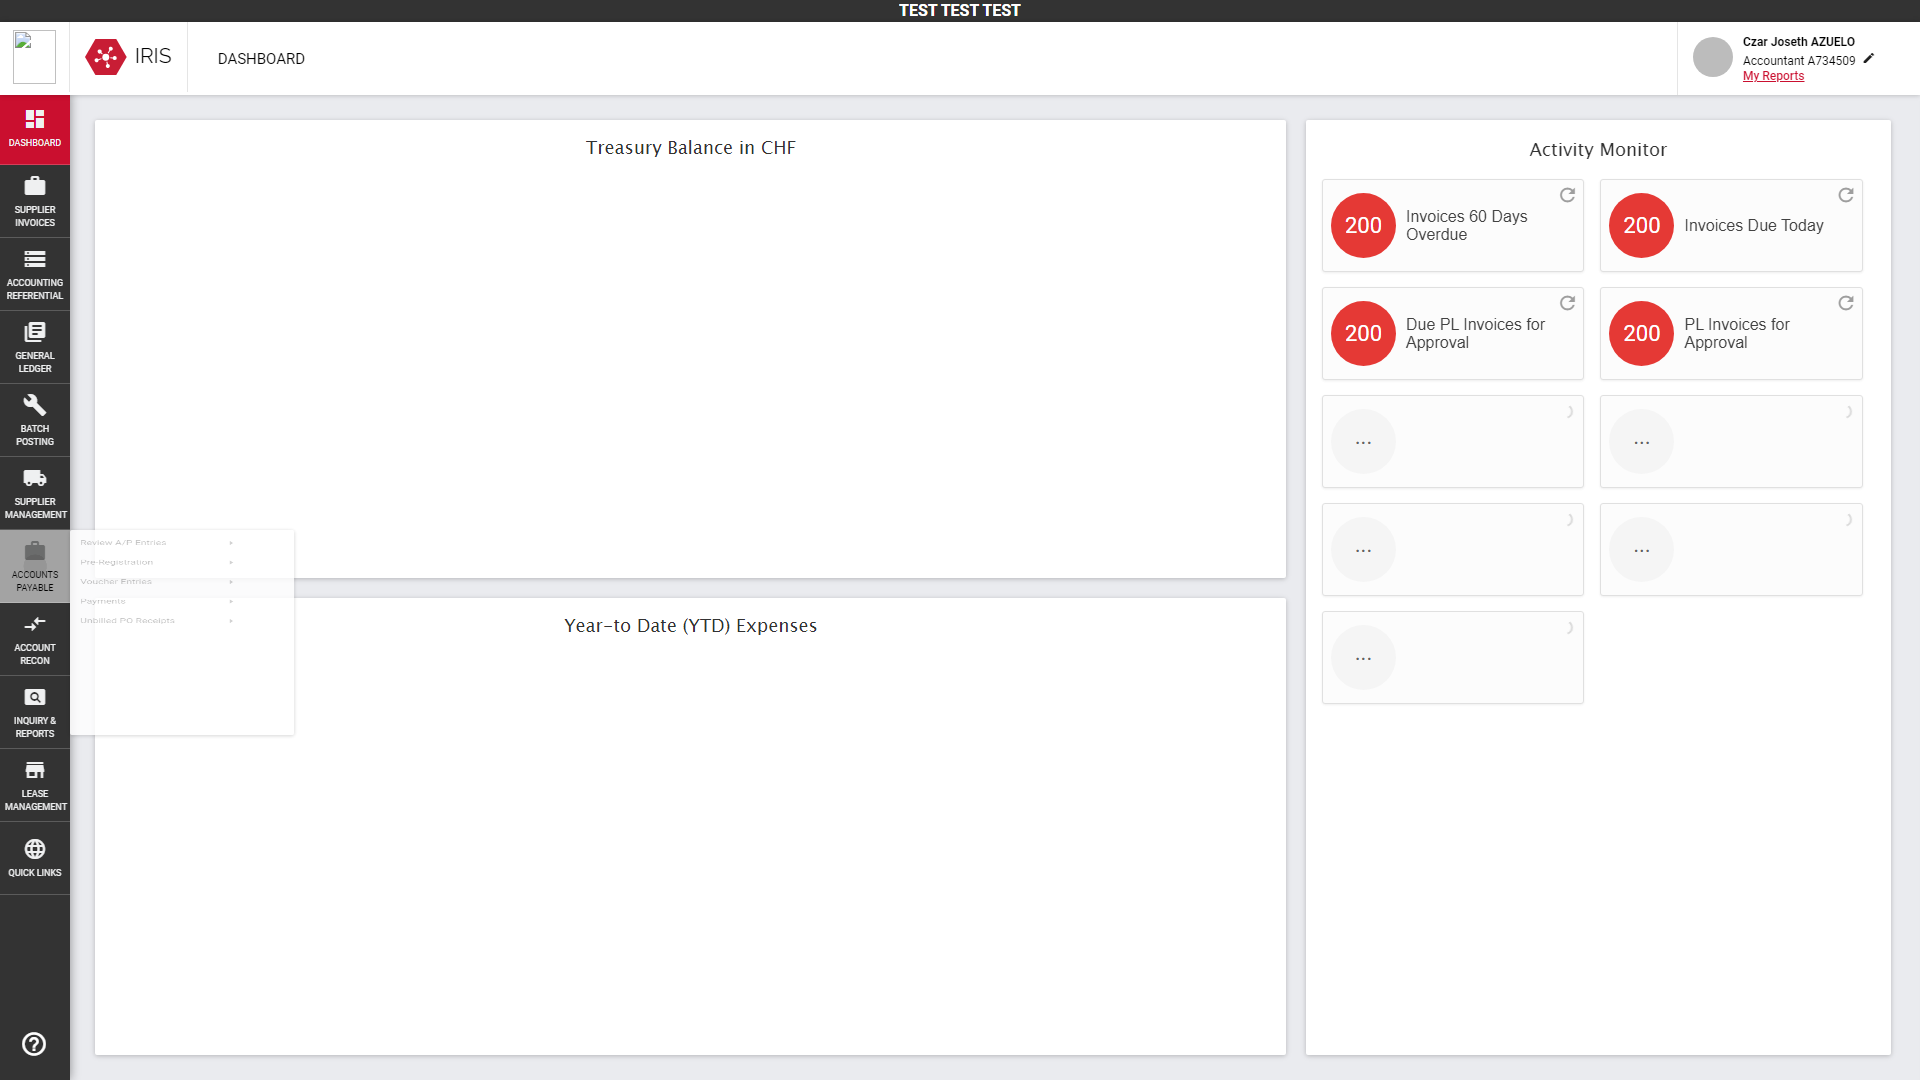 TEST TEST TEST
IRIS
DASHBOARD
Czar Joseth AZUELO
Accountant A734509
My Reports
DASHBOARD
SUPPLIER
INVOICES
ACCOUNTING
REFERENTIAL
GENERAL
LEDGER
BATCH
POSTING
SUPPLIER
MANAGEMENT
ACCOUNTS
PAYABLE
ACCOUNT
RECON
INQUIRY &
REPORTS
LEASE
MANAGEMENT
QUICK LINKS
Review A/P Entries
Pre-Registration
Voucher Entries
Payments
Unbilled PO Receipts
Treasury Balance in CHF
Year-to Date (YTD) Expenses
Activity Monitor
200
Invoices 60 Days
Overdue
200
Invoices Due Today
200
Due PL Invoices for
Approval
200
PL Invoices for
Approval
...
...
...
...
...